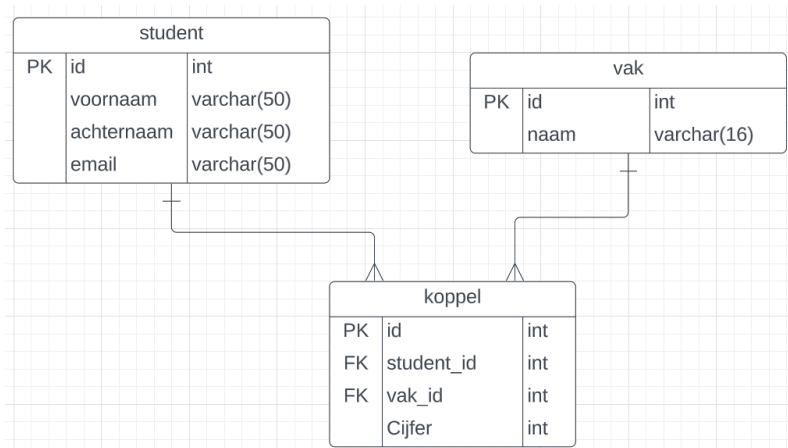 student
PK id int
voornaam varchar(50)
achternaam varchar(50)
email varchar(50)
vak
PK id int
naam varchar(16)
koppel
PK id int
FK student_id int
FK vak_id int
Cijfer int